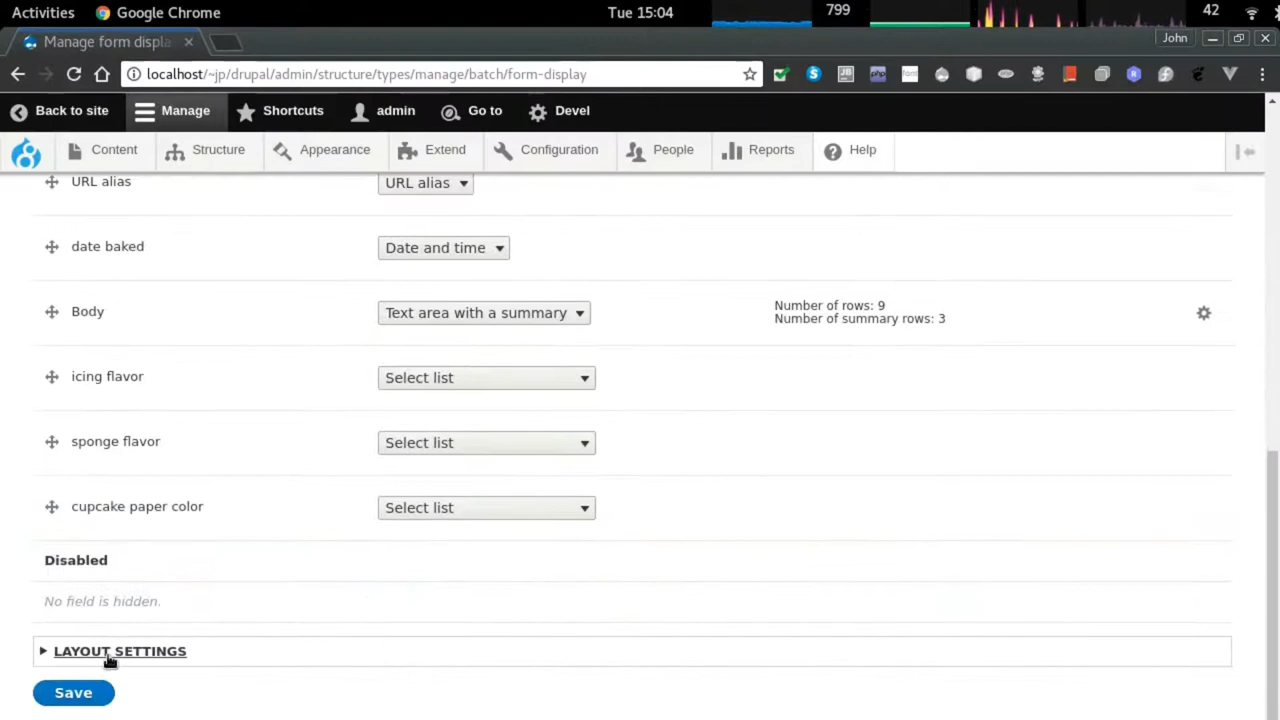 Activities Google Chrome Tue 15:04 799 42
Manage form displa × John
localhost/~jp/drupal/admin/structure/types/manage/batch/form-display
Back to site Manage Shortcuts admin Go to Devel
Content Structure Appearance Extend Configuration People Reports Help
URL alias URL alias
date baked Date and time
Body Text area with a summary Number of rows: 9
Number of summary rows: 3
icing flavor Select list
sponge flavor Select list
cupcake paper color Select list
Disabled
No field is hidden.
LAYOUT SETTINGS
Save